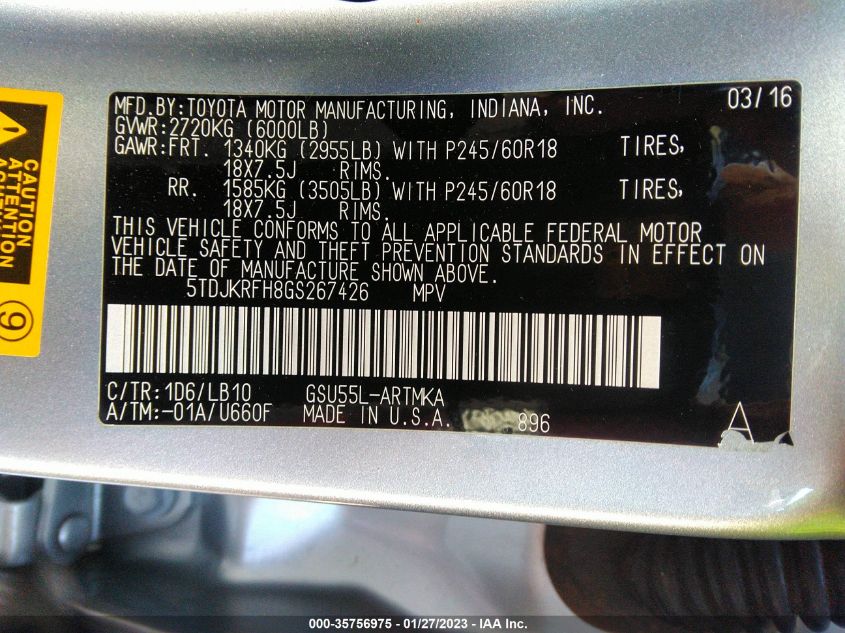 MFD.BY:TOYOTA MOTOR MANUFACTURING, INDIANA, INC. 03/16
GVWR:2720KG (6000LB)
GAWR:FRT. 1340KG (2955LB) WITH P245/60R18 TIRES,
18X7.5J RIMS.
RR. 1585KG (3505LB) WITH P245/60R18 TIRES,
18X7.5J RIMS.
THIS VEHICLE CONFORMS TO ALL APPLICABLE FEDERAL MOTOR
VEHICLE SAFETY AND THEFT PREVENTION STANDARDS IN EFFECT ON
THE DATE OF MANUFACTURE SHOWN ABOVE.
5TDJKRFH8GS267426 MPV
C/TR:1D6/LB10 GSU55L-ARTMKA
A/TM:-01A/U660F MADE IN U.S.A. 896
A
CAUTION
ATTENTION
9
000-35756975 - 01/27/2023 - IAA Inc.